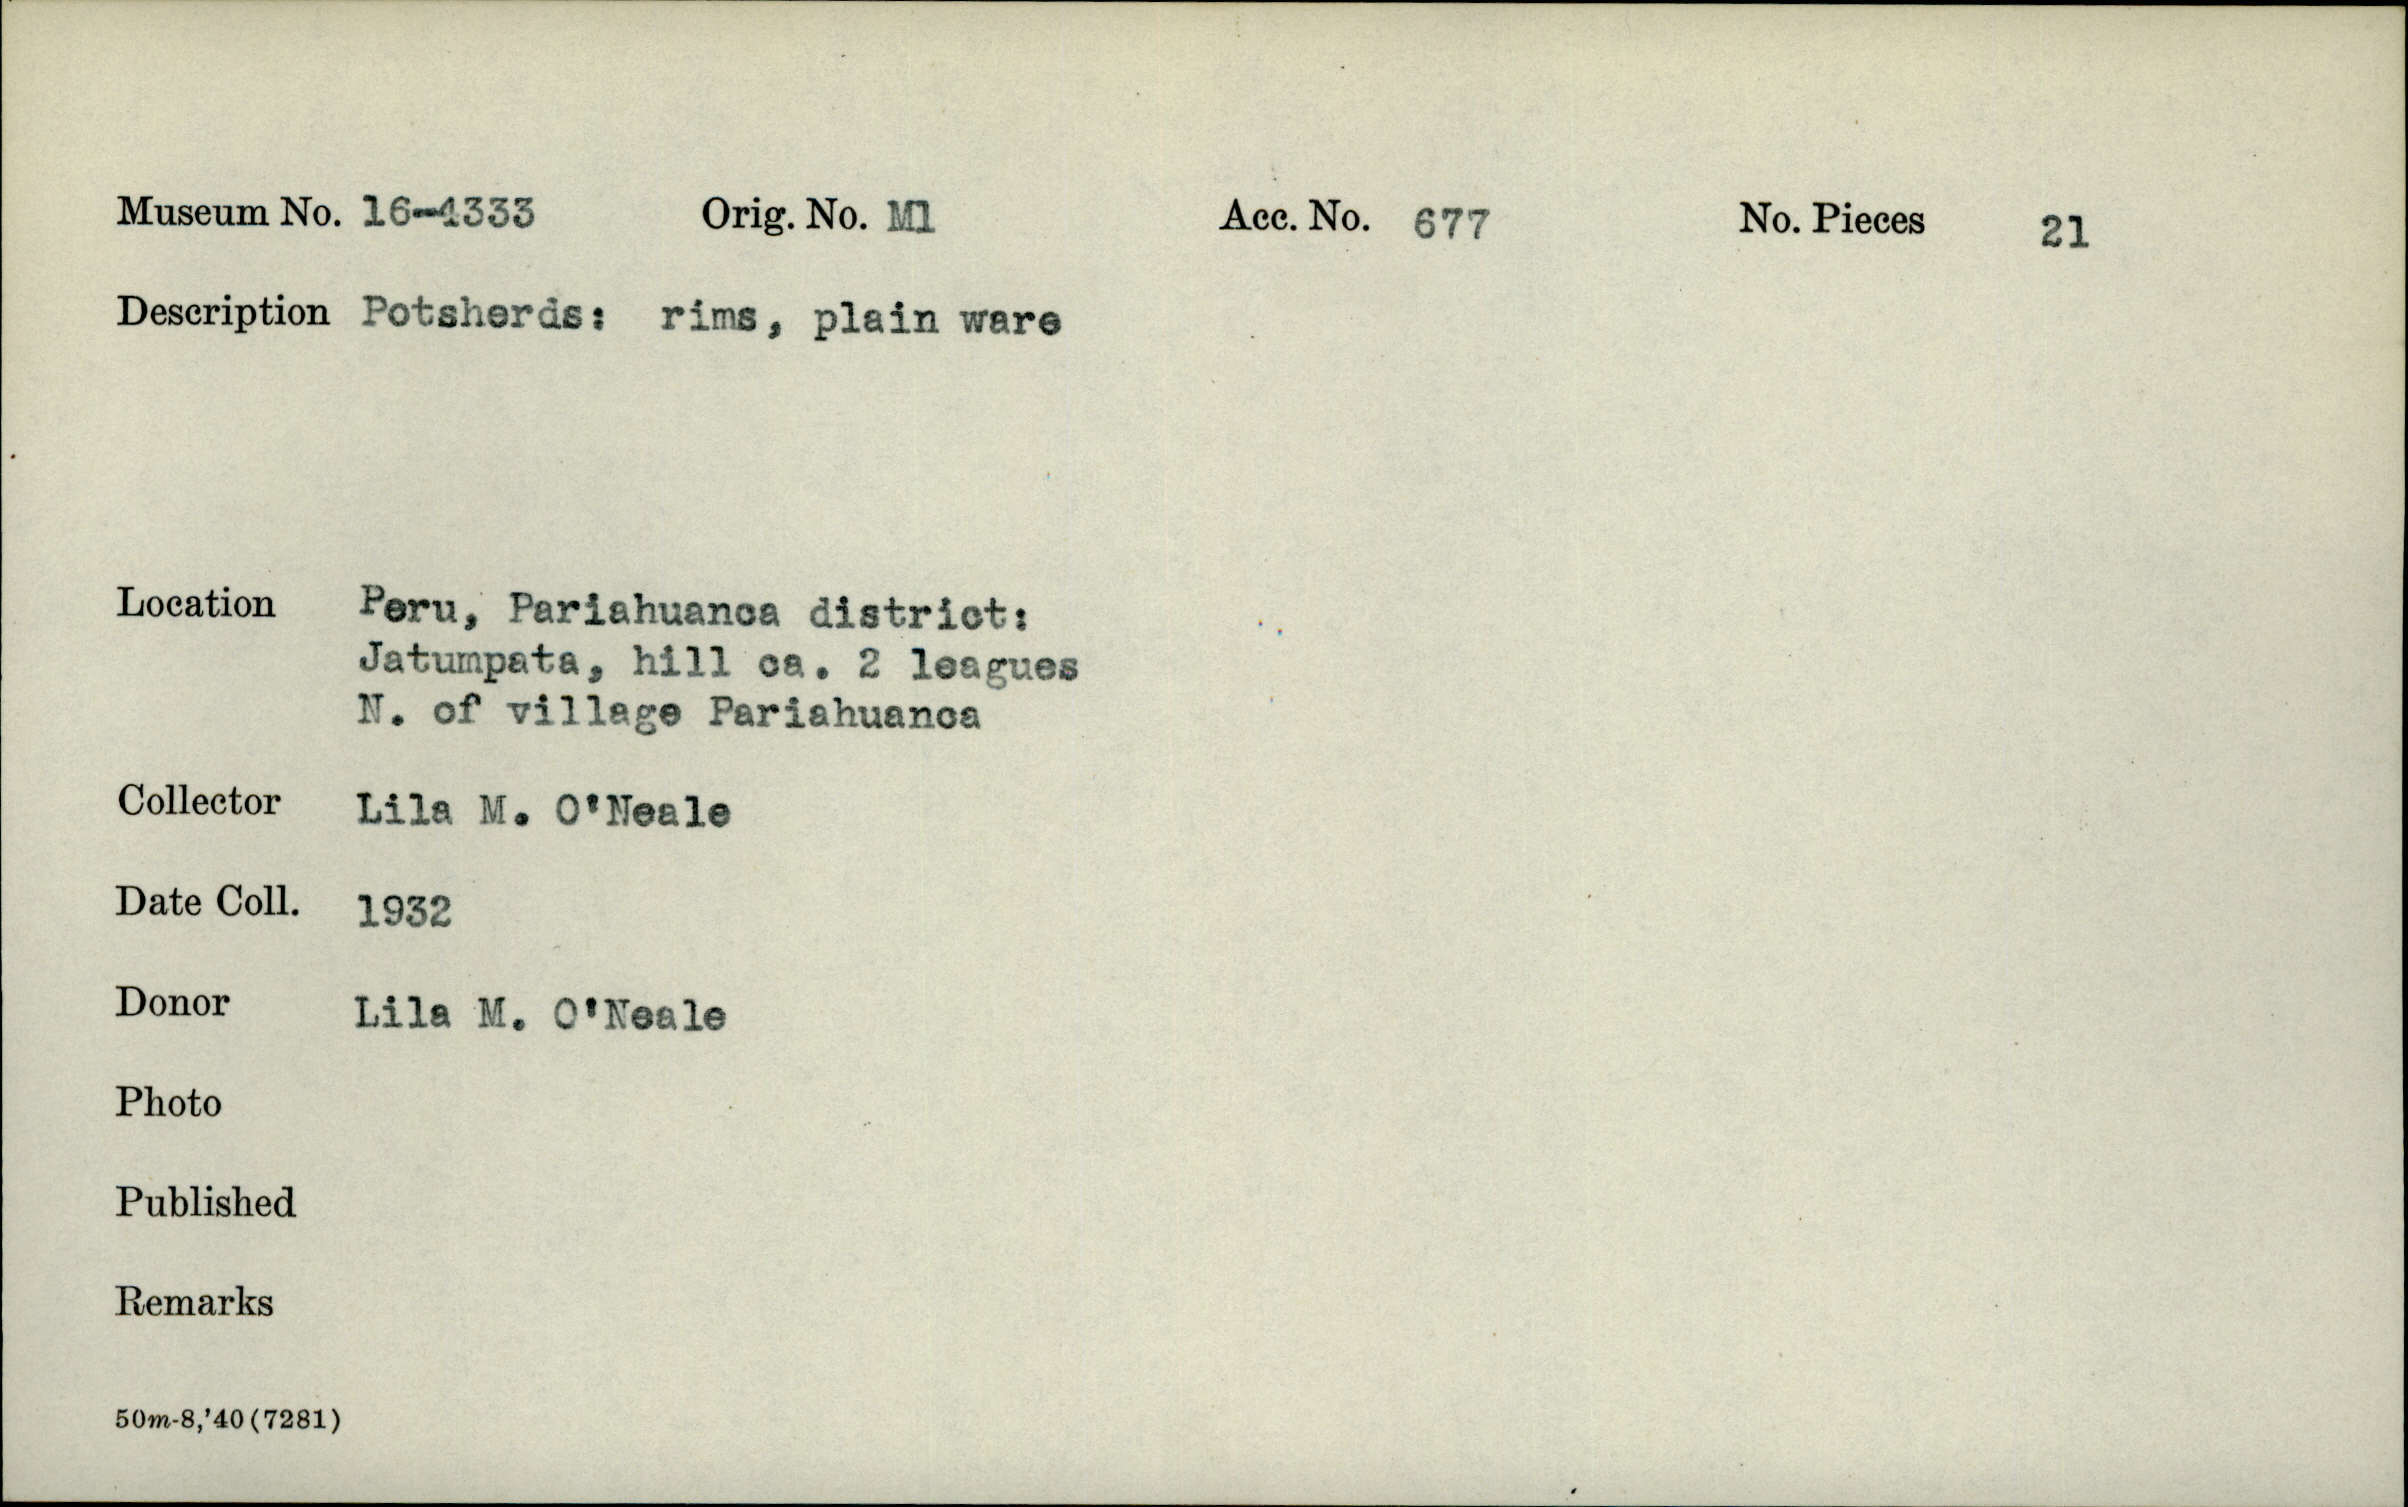 Museum No. 16-4333 Orig. No. M1 Acc. No. 677 No. Pieces 21
Description Potsherds: rims, plain ware
Location Peru, Pariahuanca district:
Jatumpata, hill ca. 2 leagues
N. of village Pariahuanca
Collector Lila M. O'Neale
Date Coll. 1932
Donor Lila M. O'Neale
Photo
Published
Remarks
50m-8,'40(7281)